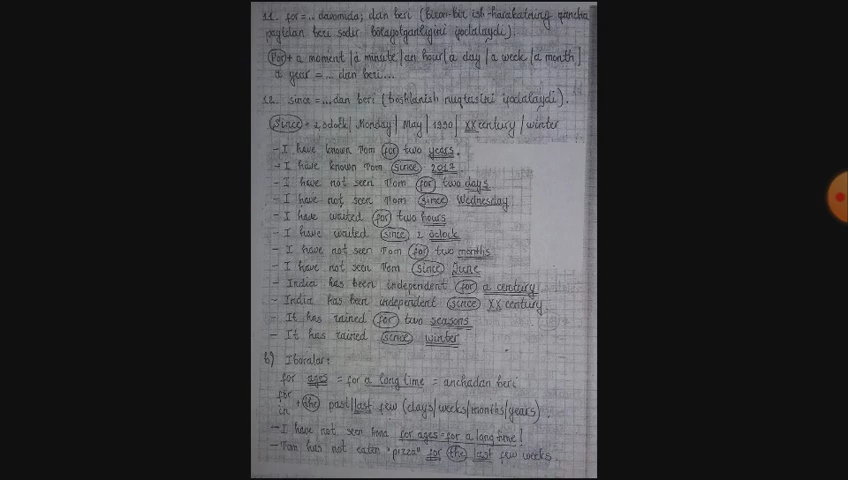 11. for = .. davomida; dan beri (biron-bir ish-harakatning qancha
paytdan beri sodir bo'layotganligini ifodalaydi).
For + a moment / a minute / an hour / a day / a week / a month /
a year = ... dan beri...
12. since = ... dan beri (boshlanish nuqtasini ifodalaydi).
Since + 2 o'clock / Monday / May / 1990 / XX century / winter
- I have known Tom for two years.
- I have known Tom since 2017
- I have not seen Tom for two days
- I have not seen Tom since Wednesday
- I have waited for two hours
- I have waited since 2 o'clock
- I have not seen Tom for two months
- I have not seen Tom since June
- India has been independent for a century
- India has been independent since XX century
- It has rained for two seasons
- It has rained since winter
b) Iboralar:
for ages = for a long time = anchadan beri
for
in + the past/last few (days/weeks/months/years).
- I have not seen for ages = for a long time!
- Tom has not eaten "pizza" for the last few weeks.